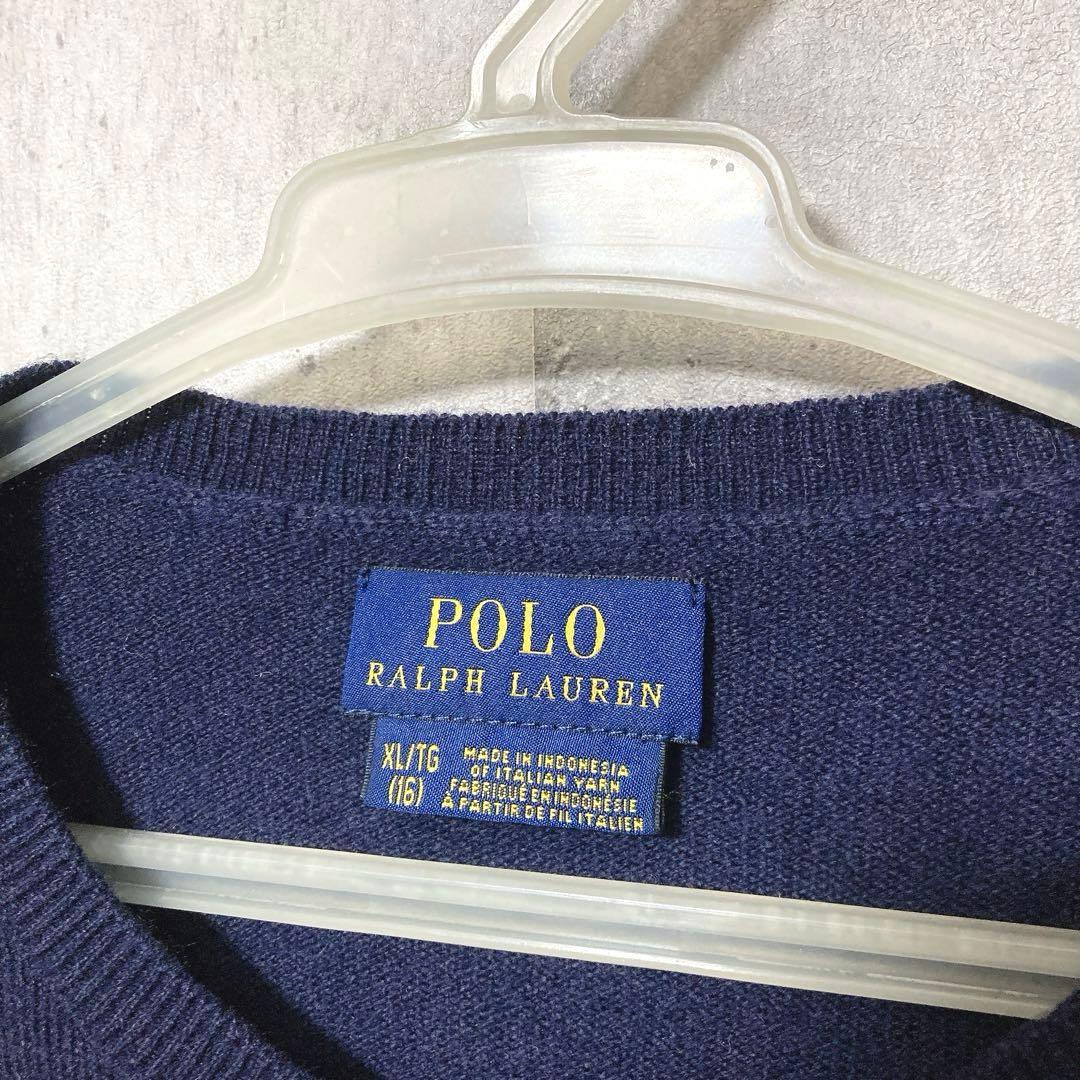 POLO
RALPH LAUREN
XL/TG
(16)
MADE IN INDONESIA
OF ITALIAN YARN
FABRIQUÉ EN INDONÉSIE
À PARTIR DE FIL ITALIEN